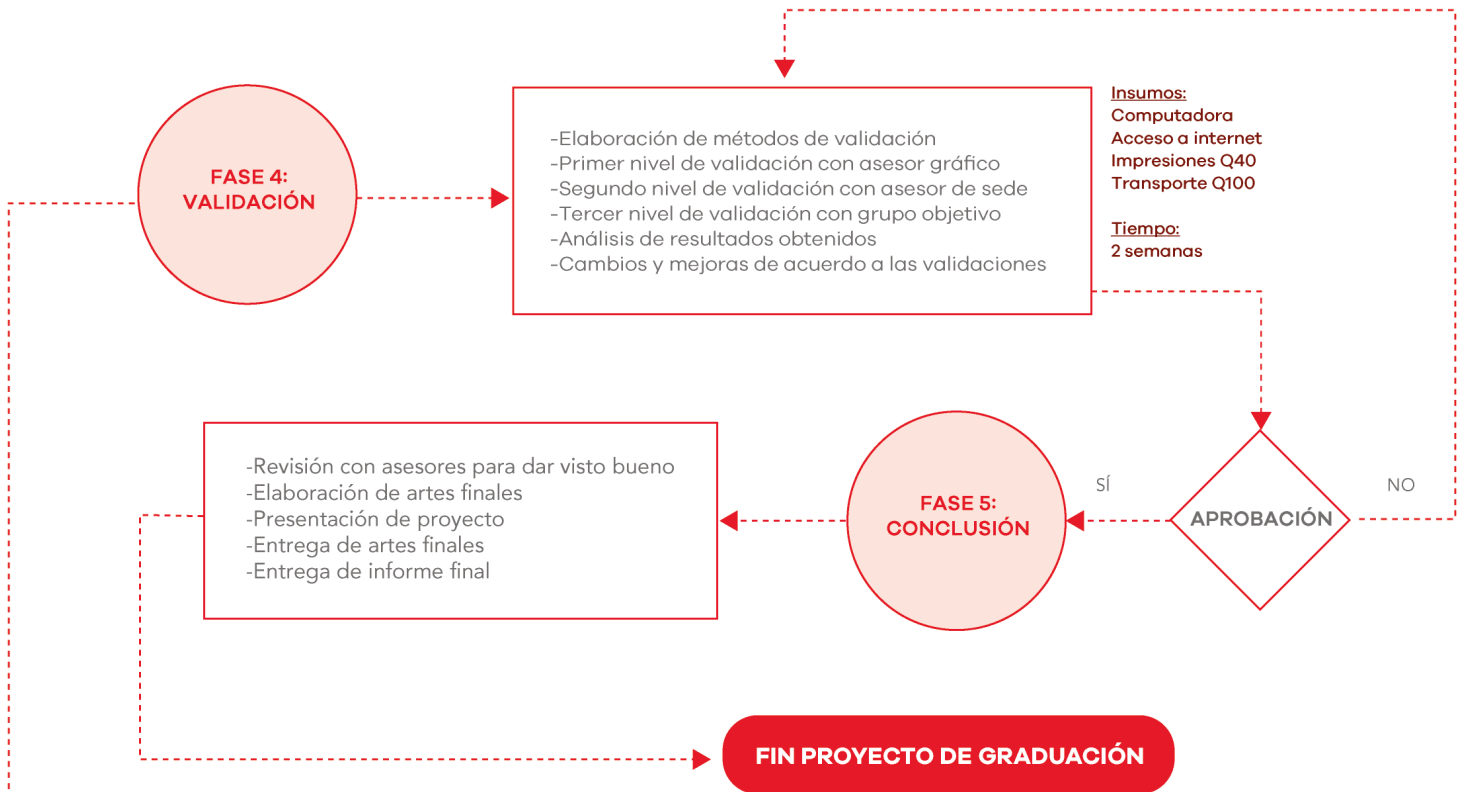 FASE 4:
VALIDACIÓN
-Elaboración de métodos de validación
-Primer nivel de validación con asesor gráfico
-Segundo nivel de validación con asesor de sede
-Tercer nivel de validación con grupo objetivo
-Análisis de resultados obtenidos
-Cambios y mejoras de acuerdo a las validaciones
Insumos:
Computadora
Acceso a internet
Impresiones Q40
Transporte Q100
Tiempo:
2 semanas
APROBACIÓN
SÍ
NO
FASE 5:
CONCLUSIÓN
-Revisión con asesores para dar visto bueno
-Elaboración de artes finales
-Presentación de proyecto
-Entrega de artes finales
-Entrega de informe final
FIN PROYECTO DE GRADUACIÓN